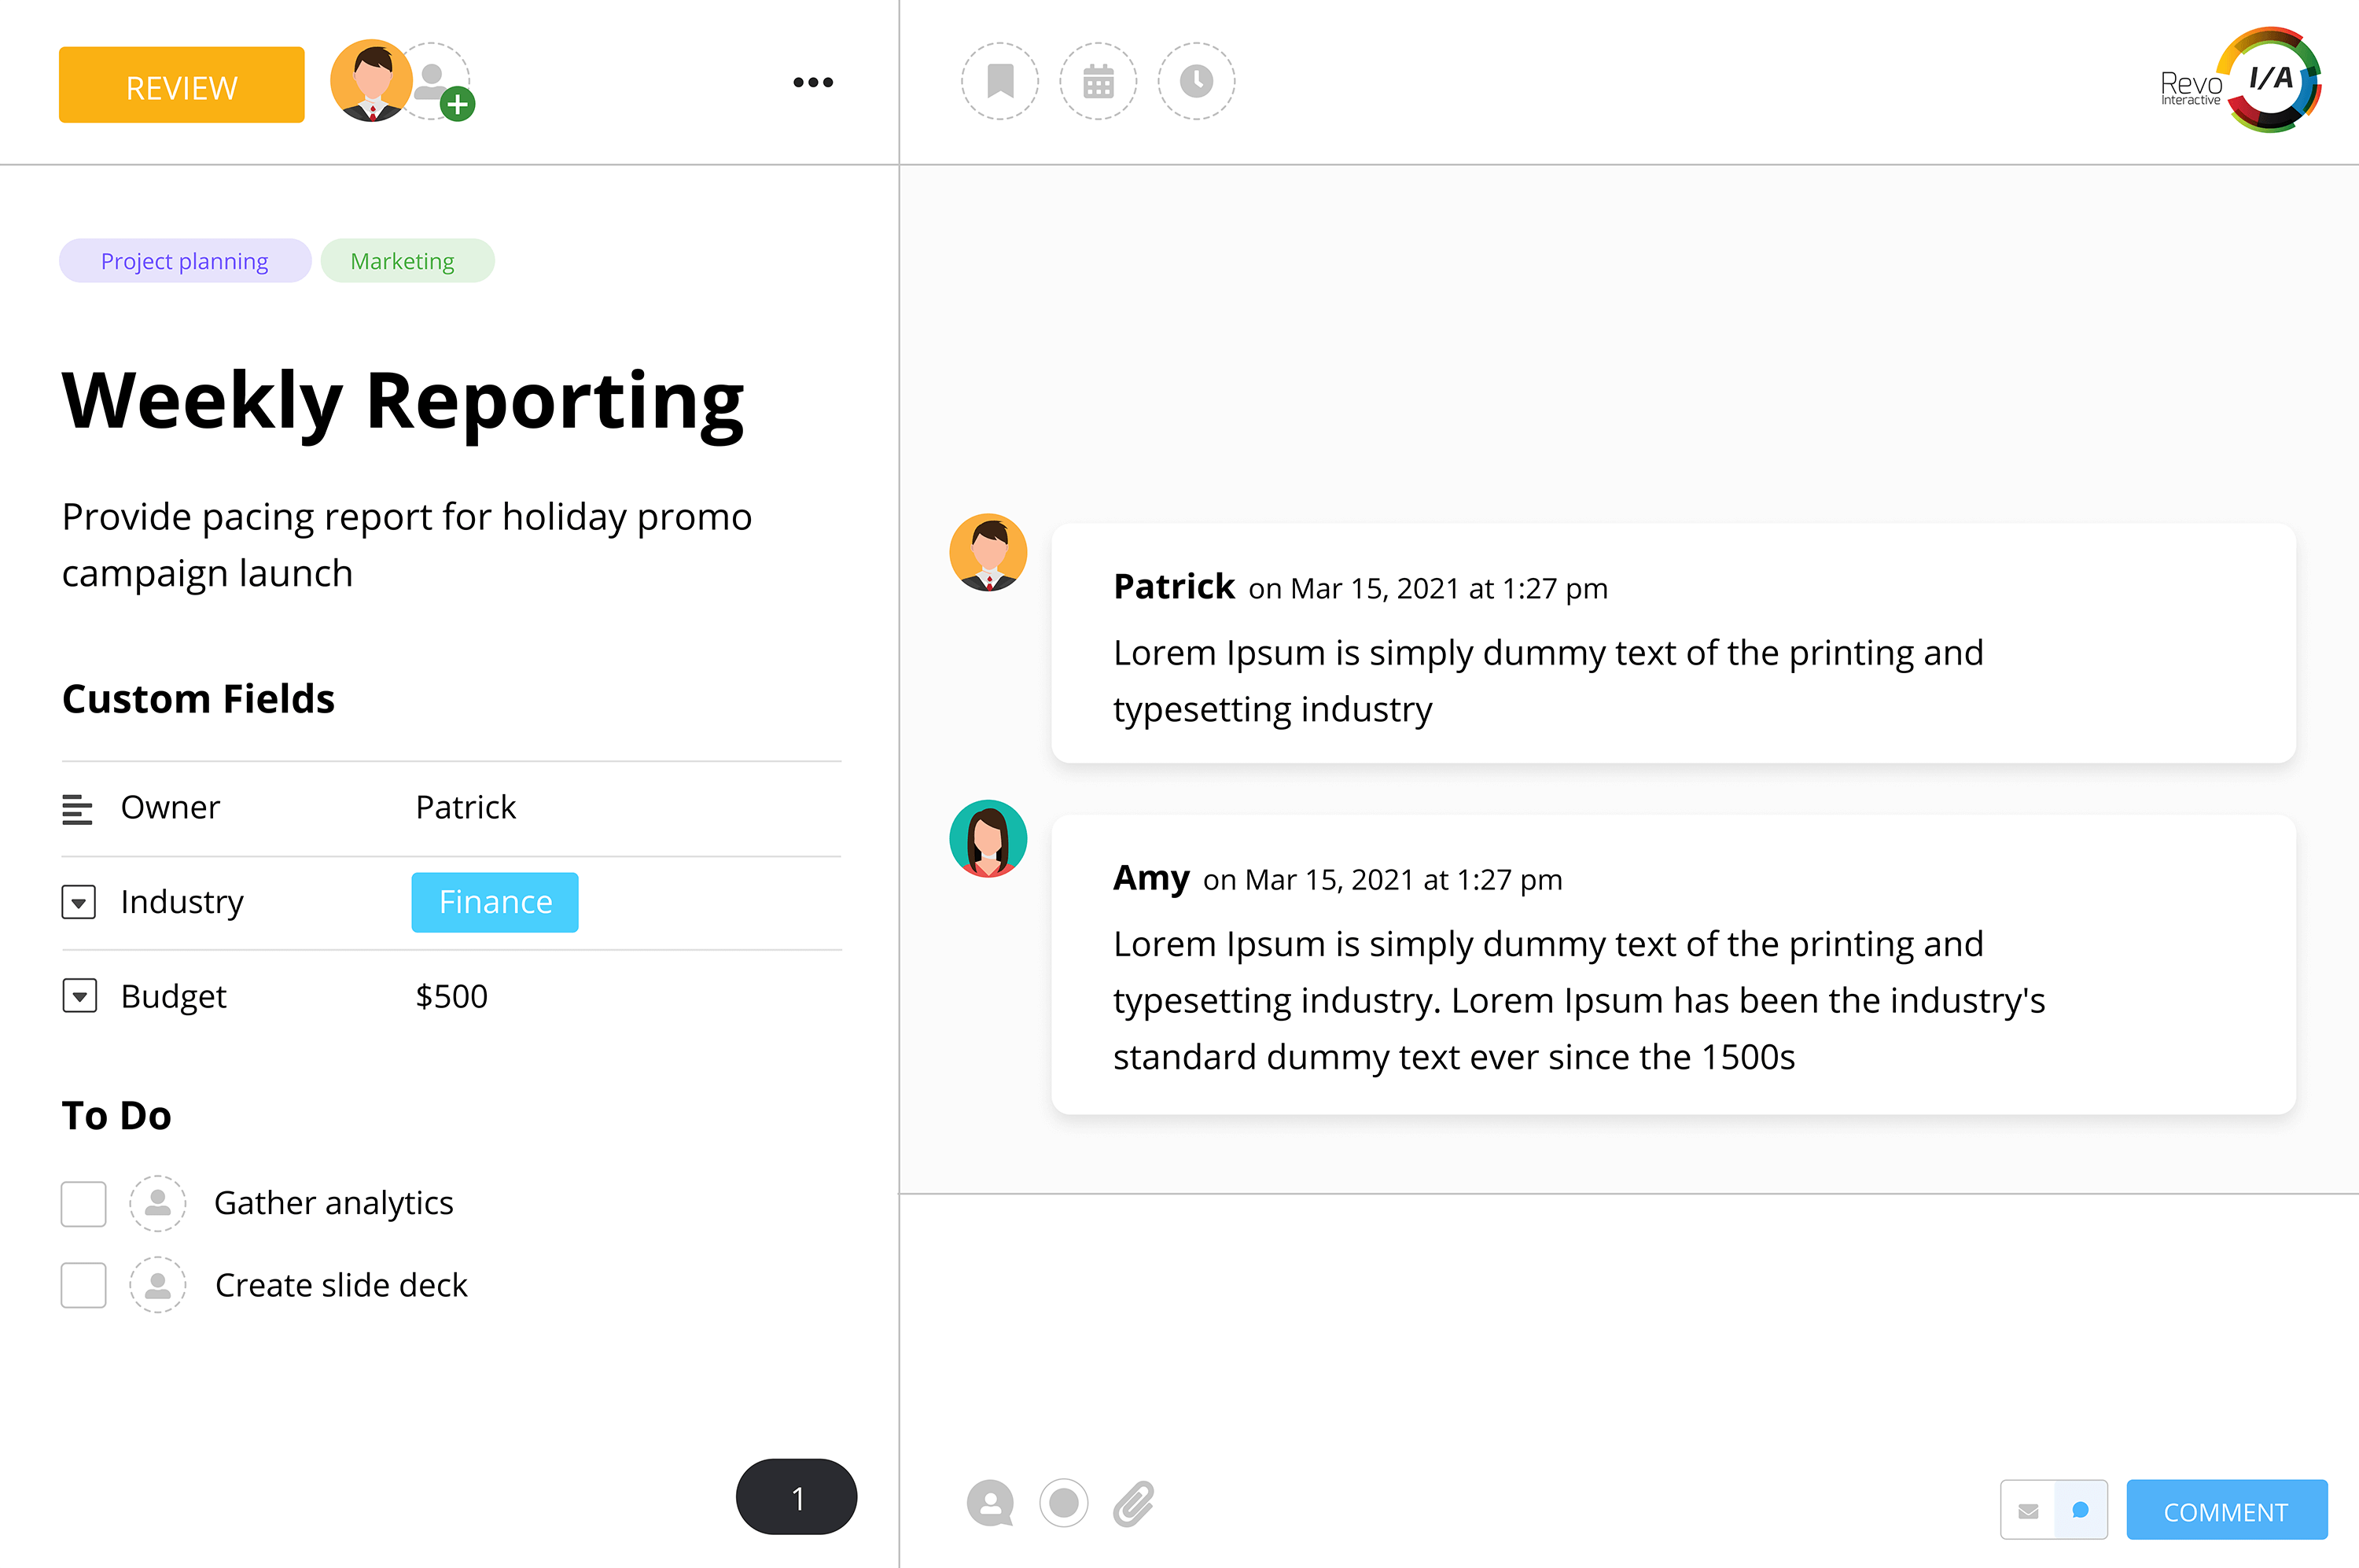 REVIEW
Revo
Interactive
I/A
Project planning
Marketing
Weekly Reporting
Provide pacing report for holiday promo
campaign launch
Custom Fields
Owner
Patrick
Industry
Finance
Budget
$500
To Do
Gather analytics
Create slide deck
1
Patrick on Mar 15, 2021 at 1:27 pm
Lorem Ipsum is simply dummy text of the printing and
typesetting industry
Amy on Mar 15, 2021 at 1:27 pm
Lorem Ipsum is simply dummy text of the printing and
typesetting industry. Lorem Ipsum has been the industry's
standard dummy text ever since the 1500s
COMMENT